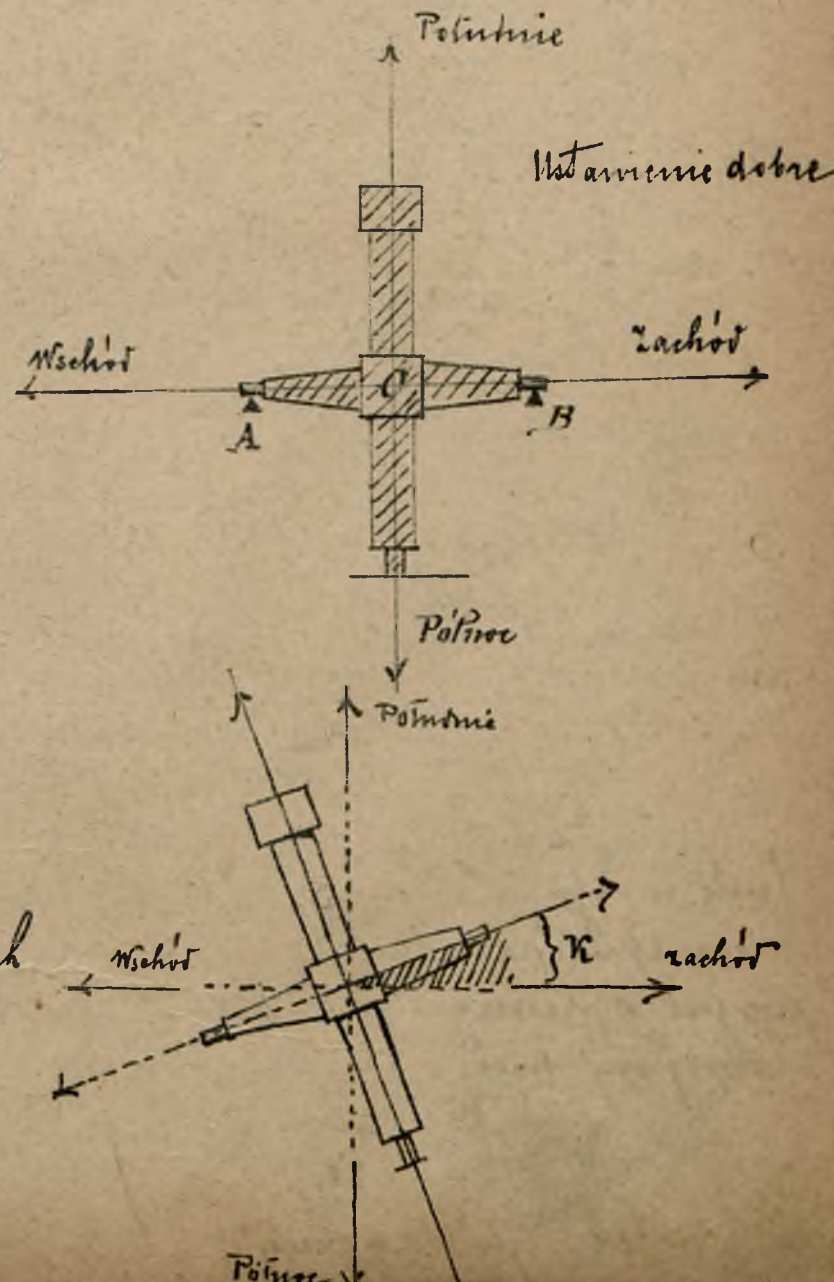 Południe
Ustawienie dobre
Wschód
Zachód
C
A
B
Północ
Południe
h
Wschód
K
zachód
Północ